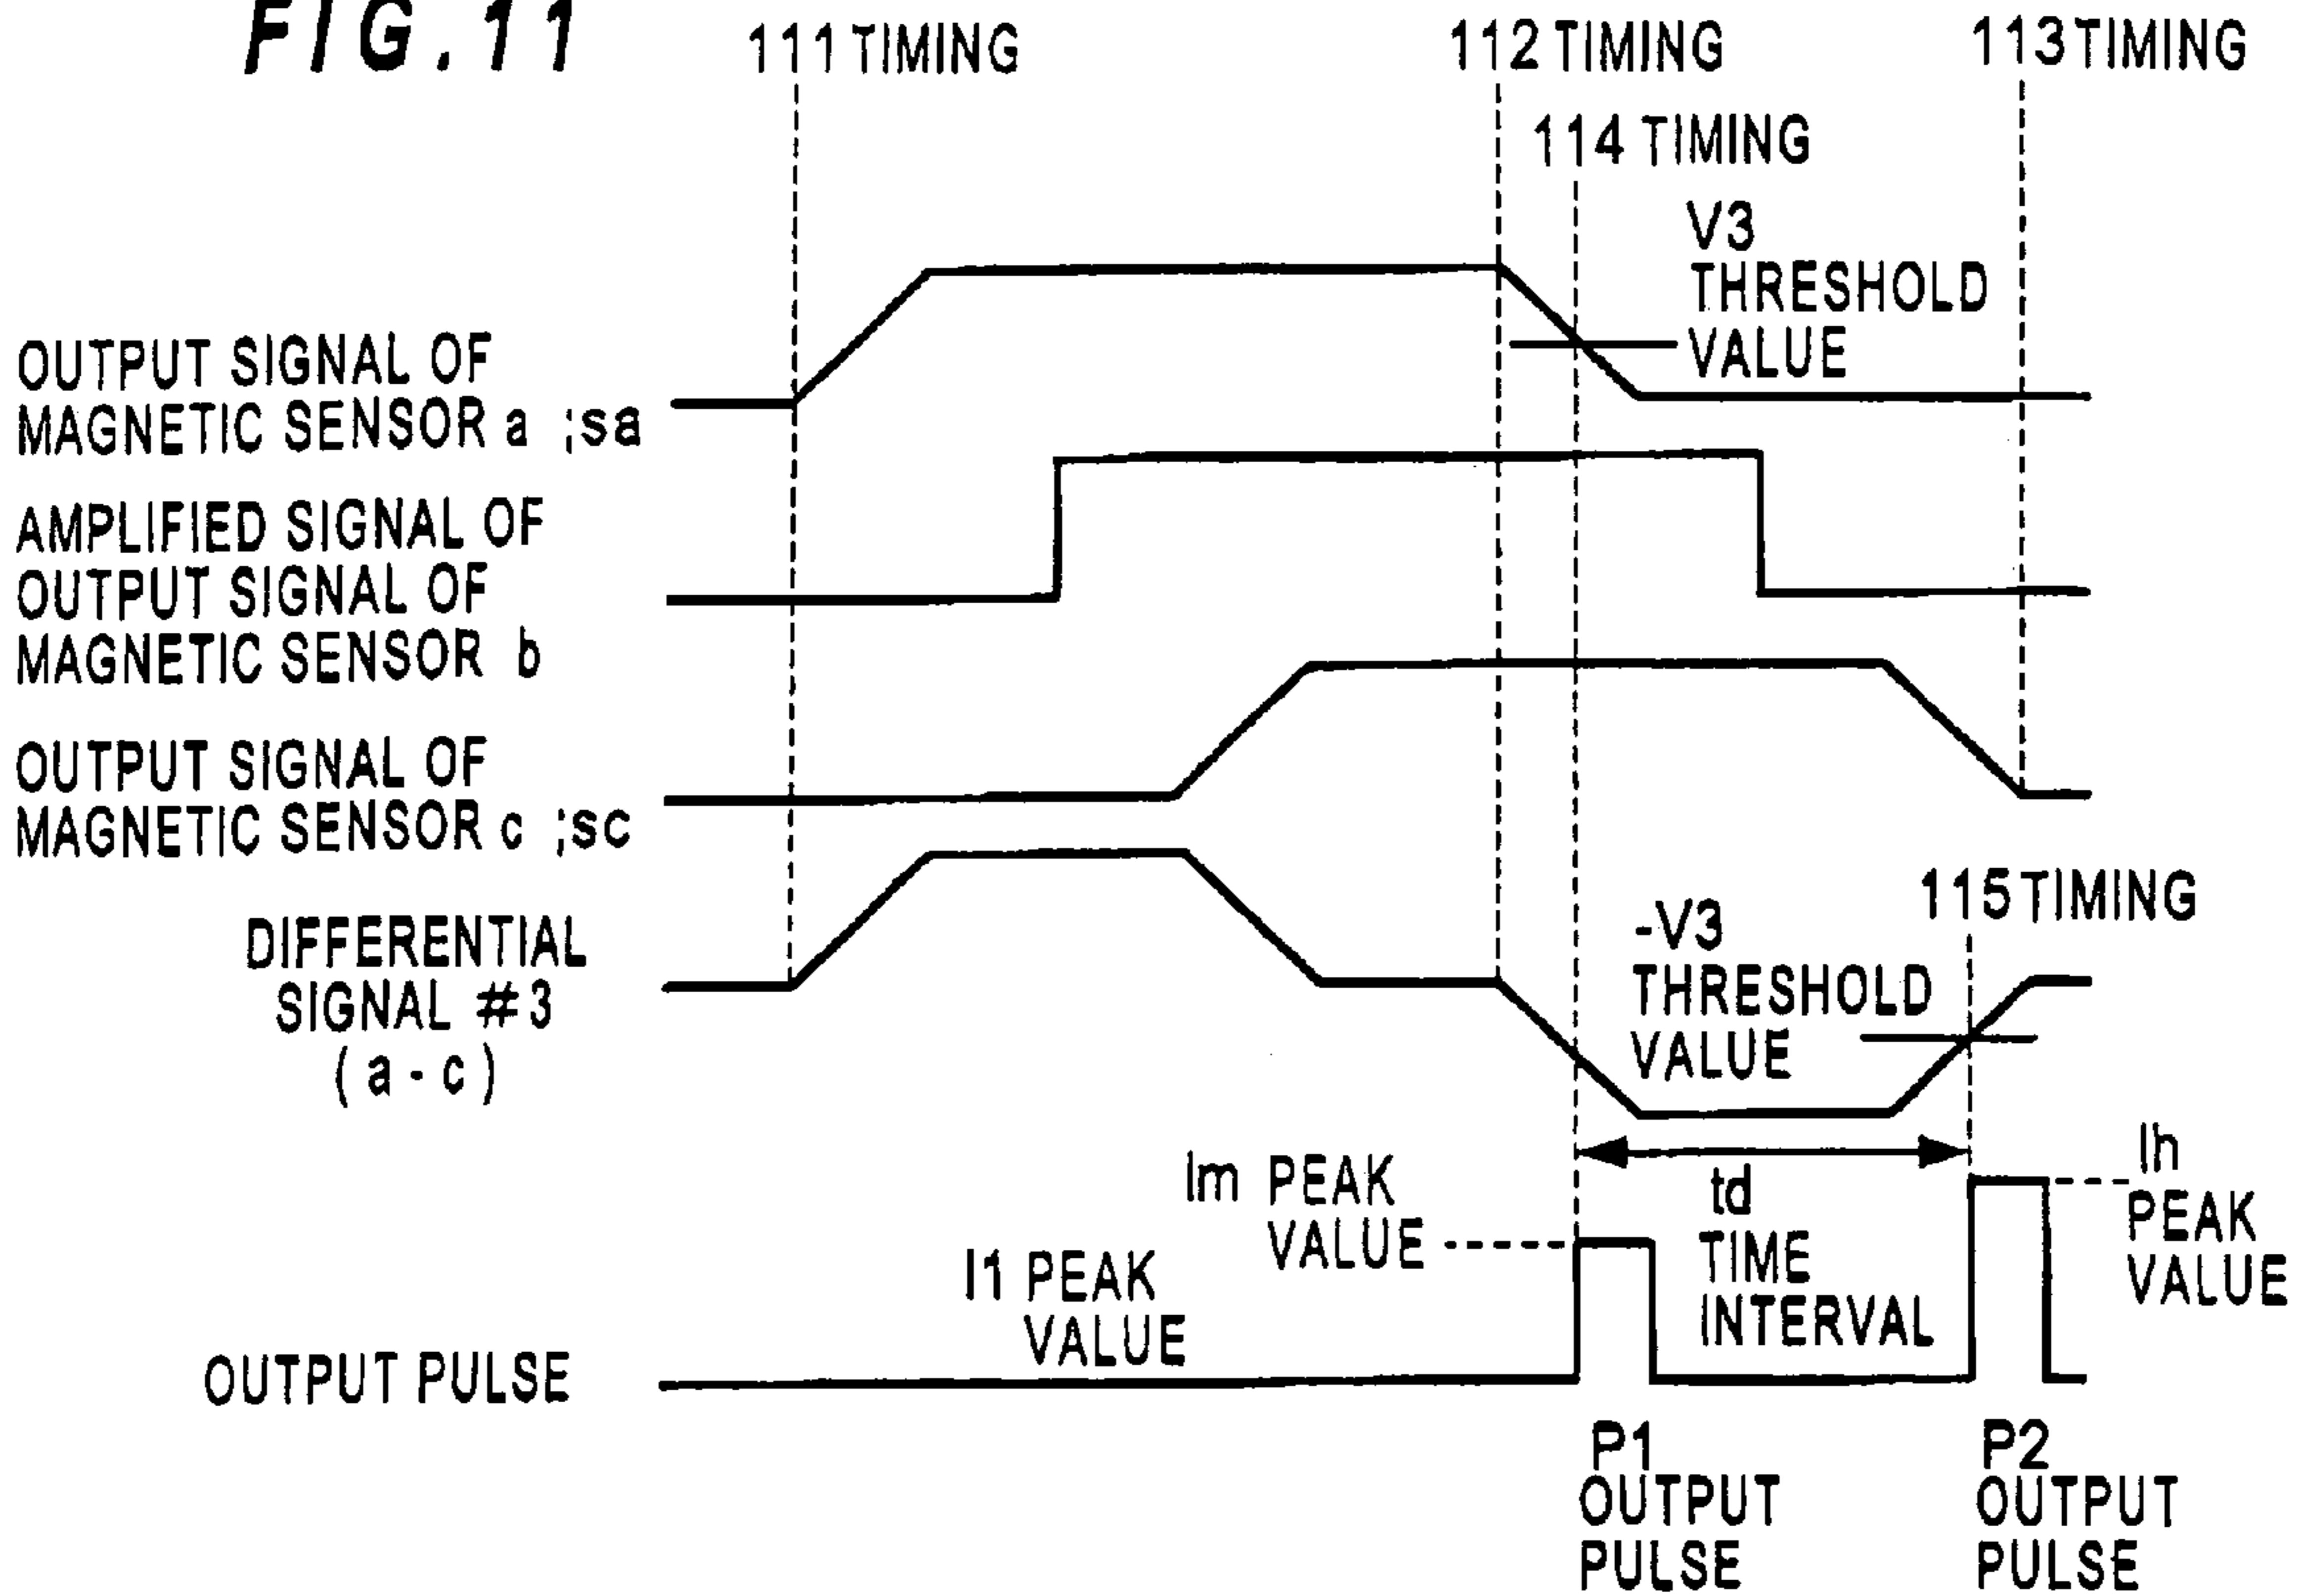 FIG.11
111 TIMING
112 TIMING
113 TIMING
114 TIMING
V3
THRESHOLD
VALUE
OUTPUT SIGNAL OF
MAGNETIC SENSOR a ;sa
AMPLIFIED SIGNAL OF
OUTPUT SIGNAL OF
MAGNETIC SENSOR b
OUTPUT SIGNAL OF
MAGNETIC SENSOR c ;sc
115 TIMING
DIFFERENTIAL
SIGNAL #3
(a-c)
-V3
THRESHOLD
VALUE
Im PEAK
VALUE
td
TIME
INTERVAL
Ih
PEAK
VALUE
I1 PEAK
VALUE
OUTPUT PULSE
P1
OUTPUT
PULSE
P2
OUTPUT
PULSE